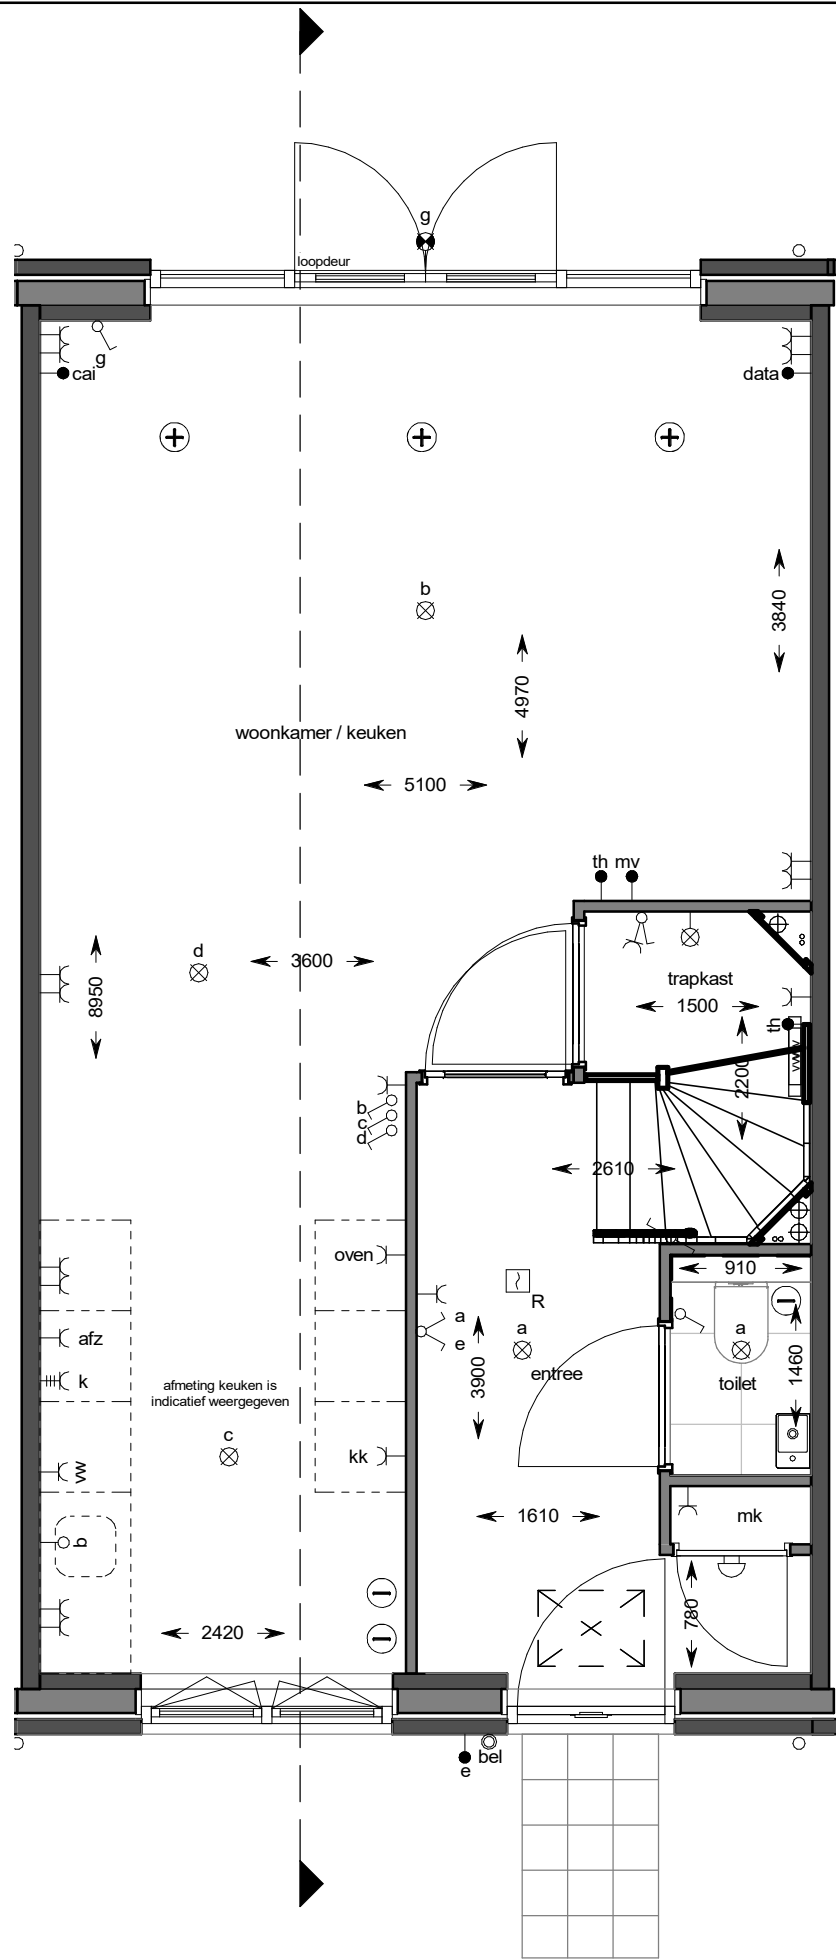 g
loopdeur
g
cai
data
b
3840
4970
woonkamer / keuken
5100
th mv
d
3600
8950
trapkast
1500
th
vww
2200
b
c
d
2610
oven
910
R
a
e
a
a
afz
k
3900
entree
1460
toilet
afmeting keuken is
indicatief weergegeven
c
kk
vw
1610
mk
b
780
2420
bel
e